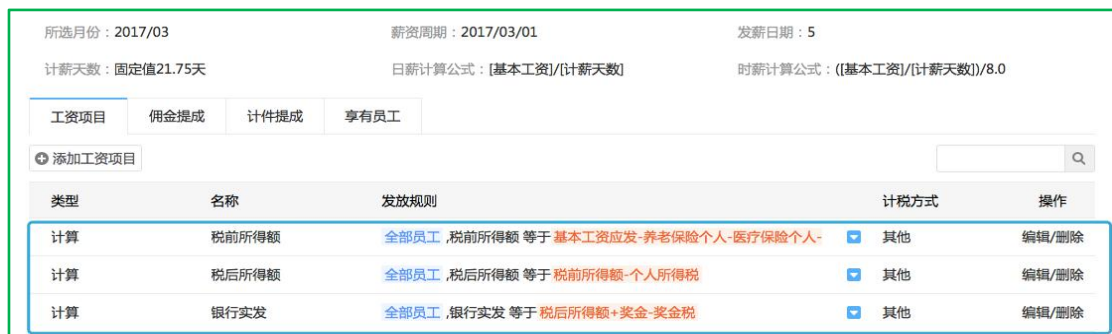 所选月份：2017/03 薪资周期：2017/03/01 发薪日期：5
计薪天数：固定值21.75天 日薪计算公式：[基本工资]/[计薪天数] 时薪计算公式：([基本工资]/[计薪天数])/8.0
工资项目 佣金提成 计件提成 享有员工
添加工资项目
类型 名称 发放规则 计税方式 操作
计算 税前所得额 全部员工 ,税前所得额 等于 基本工资应发-养老保险个人-医疗保险个人- 其他 编辑/删除
计算 税后所得额 全部员工 ,税后所得额 等于 税前所得额-个人所得税 其他 编辑/删除
计算 银行实发 全部员工 ,银行实发 等于 税后所得额+奖金-奖金税 其他 编辑/删除